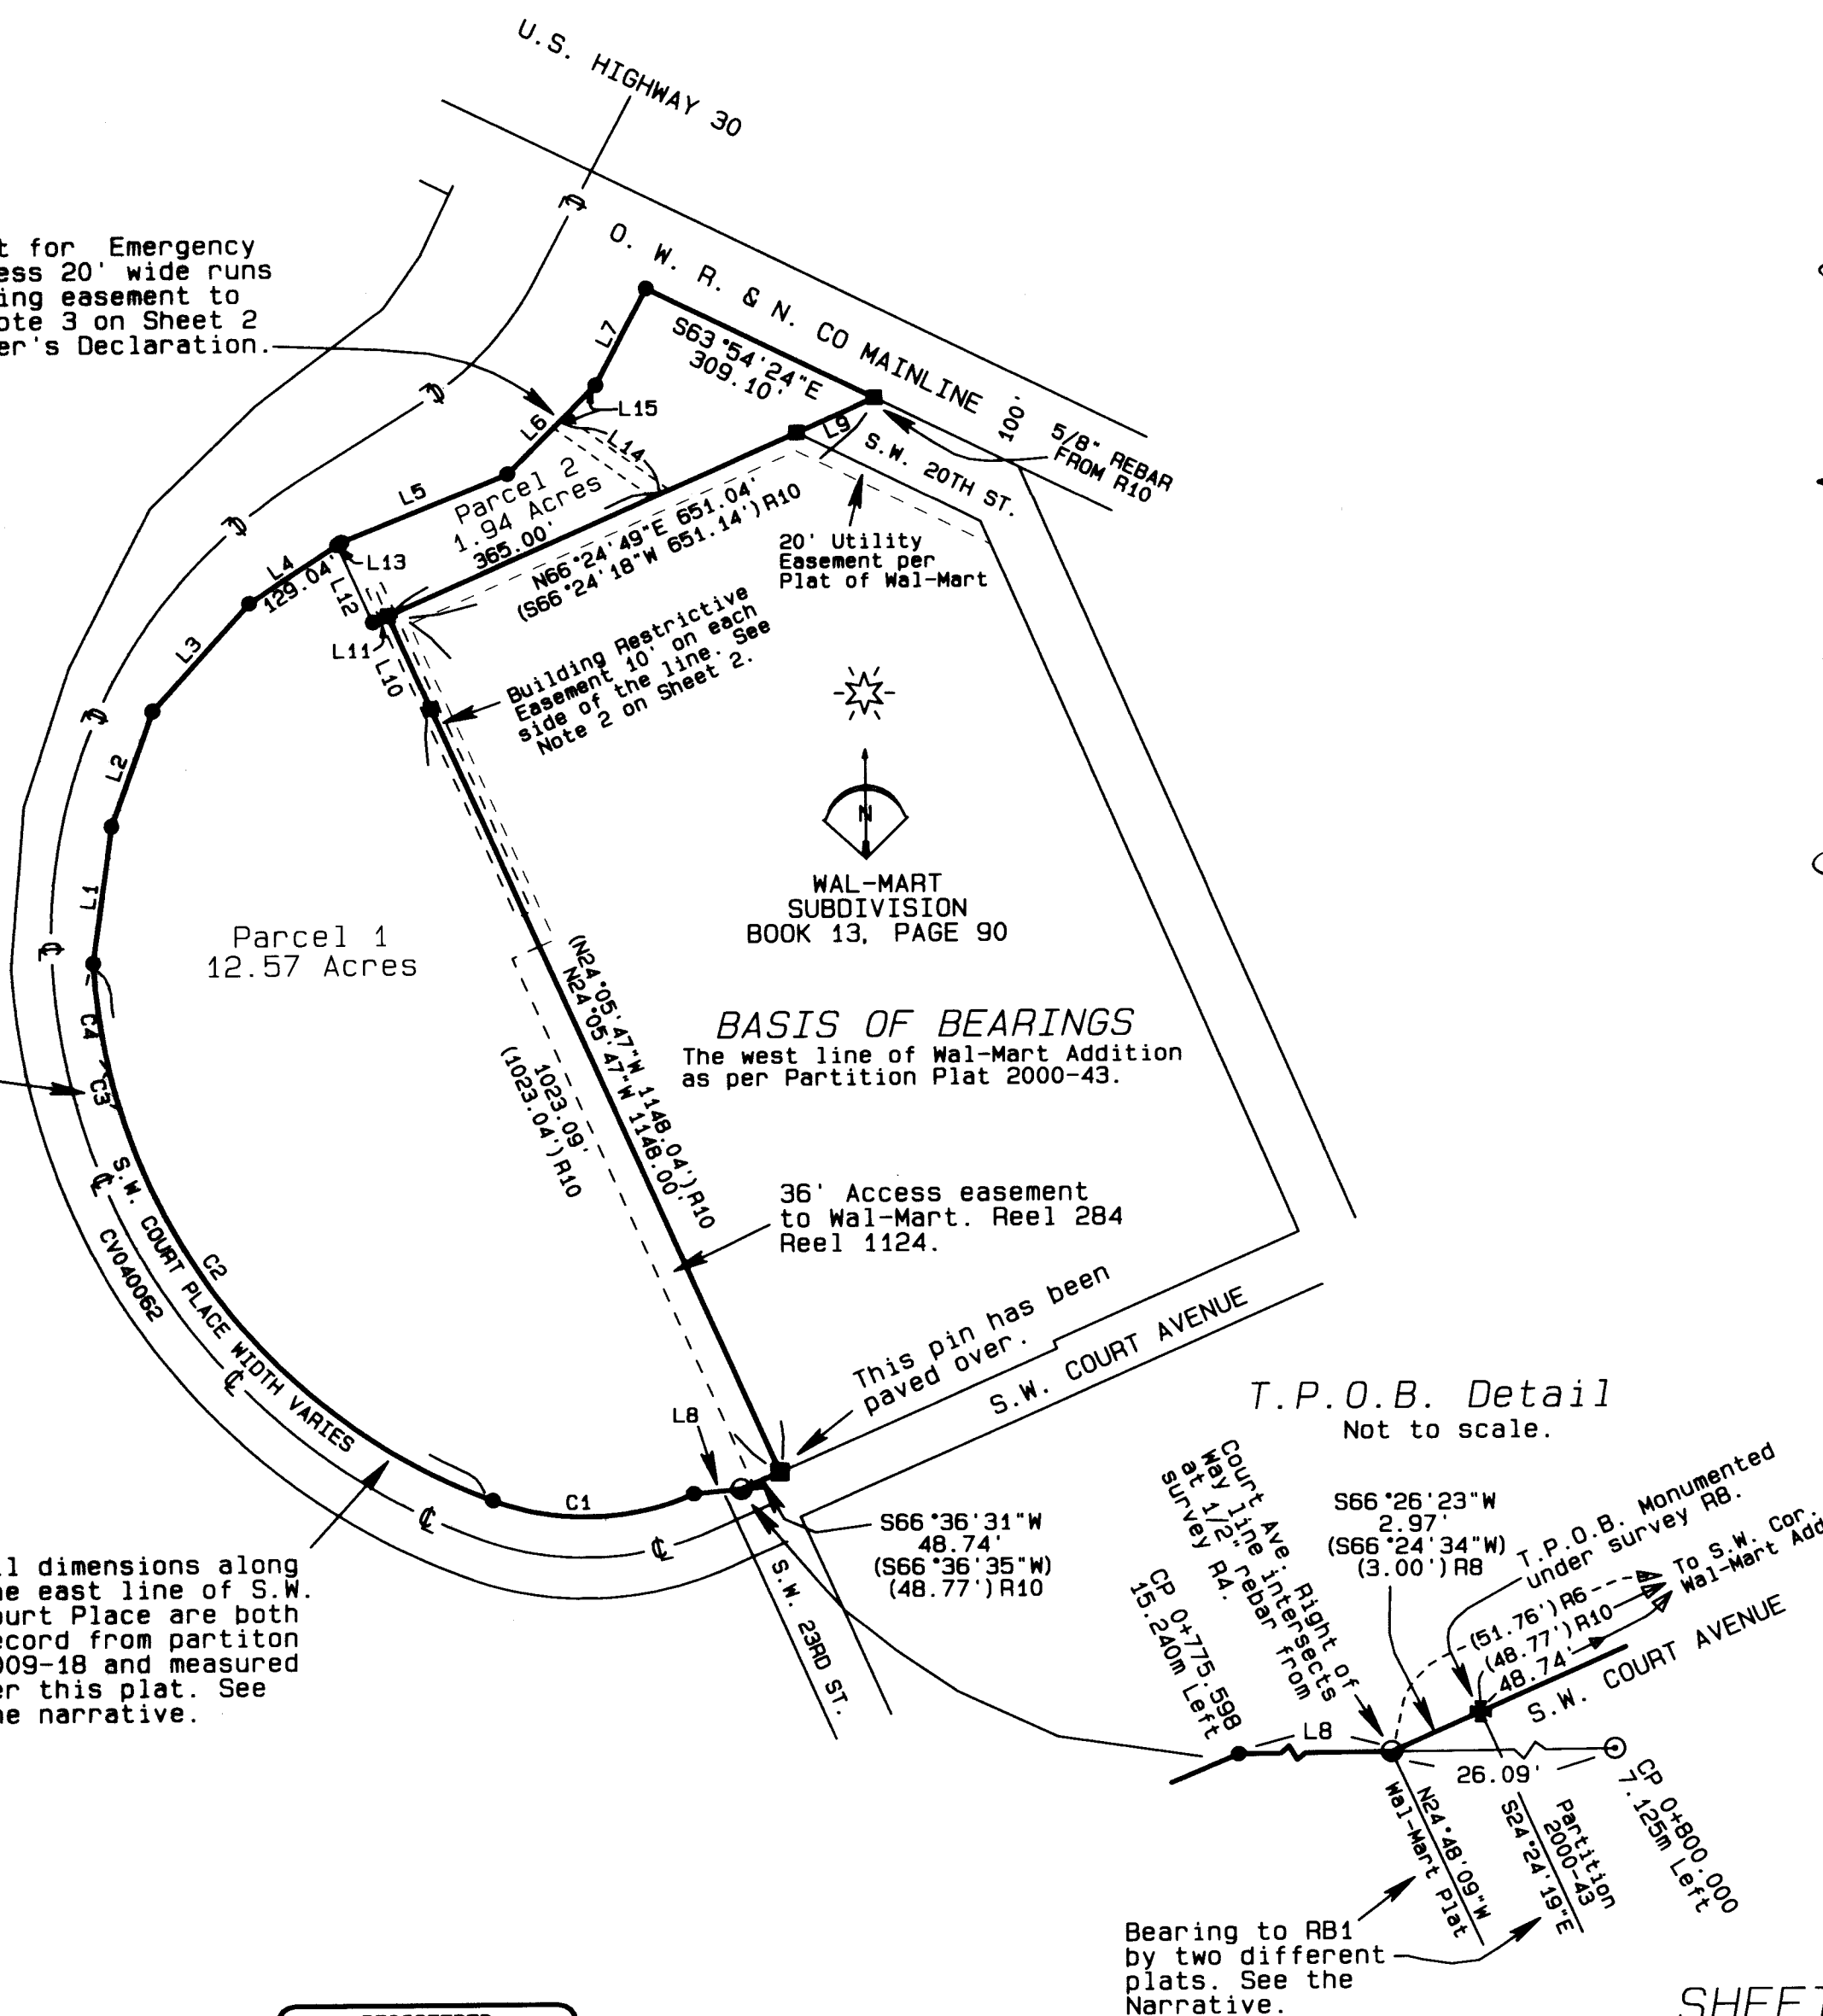 U.S. HIGHWAY 30
O. W. R. & N. CO MAINLINE
100'
t for Emergency
ess 20' wide runs
ing easement to
ote 3 on Sheet 2
er's Declaration.
L7
S63°54'24"E
309.10'
L15
L6
L14
L9
S.W. 20TH ST.
5/8" REBAR
FROM R10
L5
Parcel 2
1.94 Acres
365.00'
N66°24'49"E 651.04'
(S66°24'18"W 651.14')R10
20' Utility
Easement per
Plat of Wal-Mart
L4
129.04'
L13
L12
L11
L10
L3
L2
L1
Building Restrictive
Easement 10' on each
side of the line. See
Note 2 on Sheet 2.
N
WAL-MART
SUBDIVISION
BOOK 13, PAGE 90
Parcel 1
12.57 Acres
BASIS OF BEARINGS
The west line of Wal-Mart Addition
as per Partition Plat 2000-43.
(N24°05'47"W 1148.04')R10
N24°05'47"W 1148.00'
1023.09'
(1023.04')R10
C4
C3
C2
S.W. COURT PLACE WIDTH VARIES
CV040062
36' Access easement
to Wal-Mart. Reel 284
Reel 1124.
This pin has been
paved over.
S.W. COURT AVENUE
L8
C1
S66°36'31"W
48.74'
(S66°36'35"W)
(48.77')R10
S.W. 23RD ST.
ll dimensions along
he east line of S.W.
ourt Place are both
ecord from partiton
009-18 and measured
er this plat. See
he narrative.
T.P.O.B. Detail
Not to scale.
Court Ave. Right of
Way line intersects
at 1/2" rebar from
survey R4.
CP 0+775.598
15.240m Left
S66°26'23"W
2.97'
(S66°24'34"W)
(3.00')R8
T.P.O.B. Monumented
under survey R8.
To S.W. Cor.
Wal-Mart Add
(51.76')R6
(48.77')R10
48.74'
S.W. COURT AVENUE
L8
26.09'
CP 0+800.000
7.125m Left
N24°48'09"W
Wal-Mart Plat
Partition
2000-43
S24°24'19"E
Bearing to RB1
by two different
plats. See the
Narrative.
SHEET